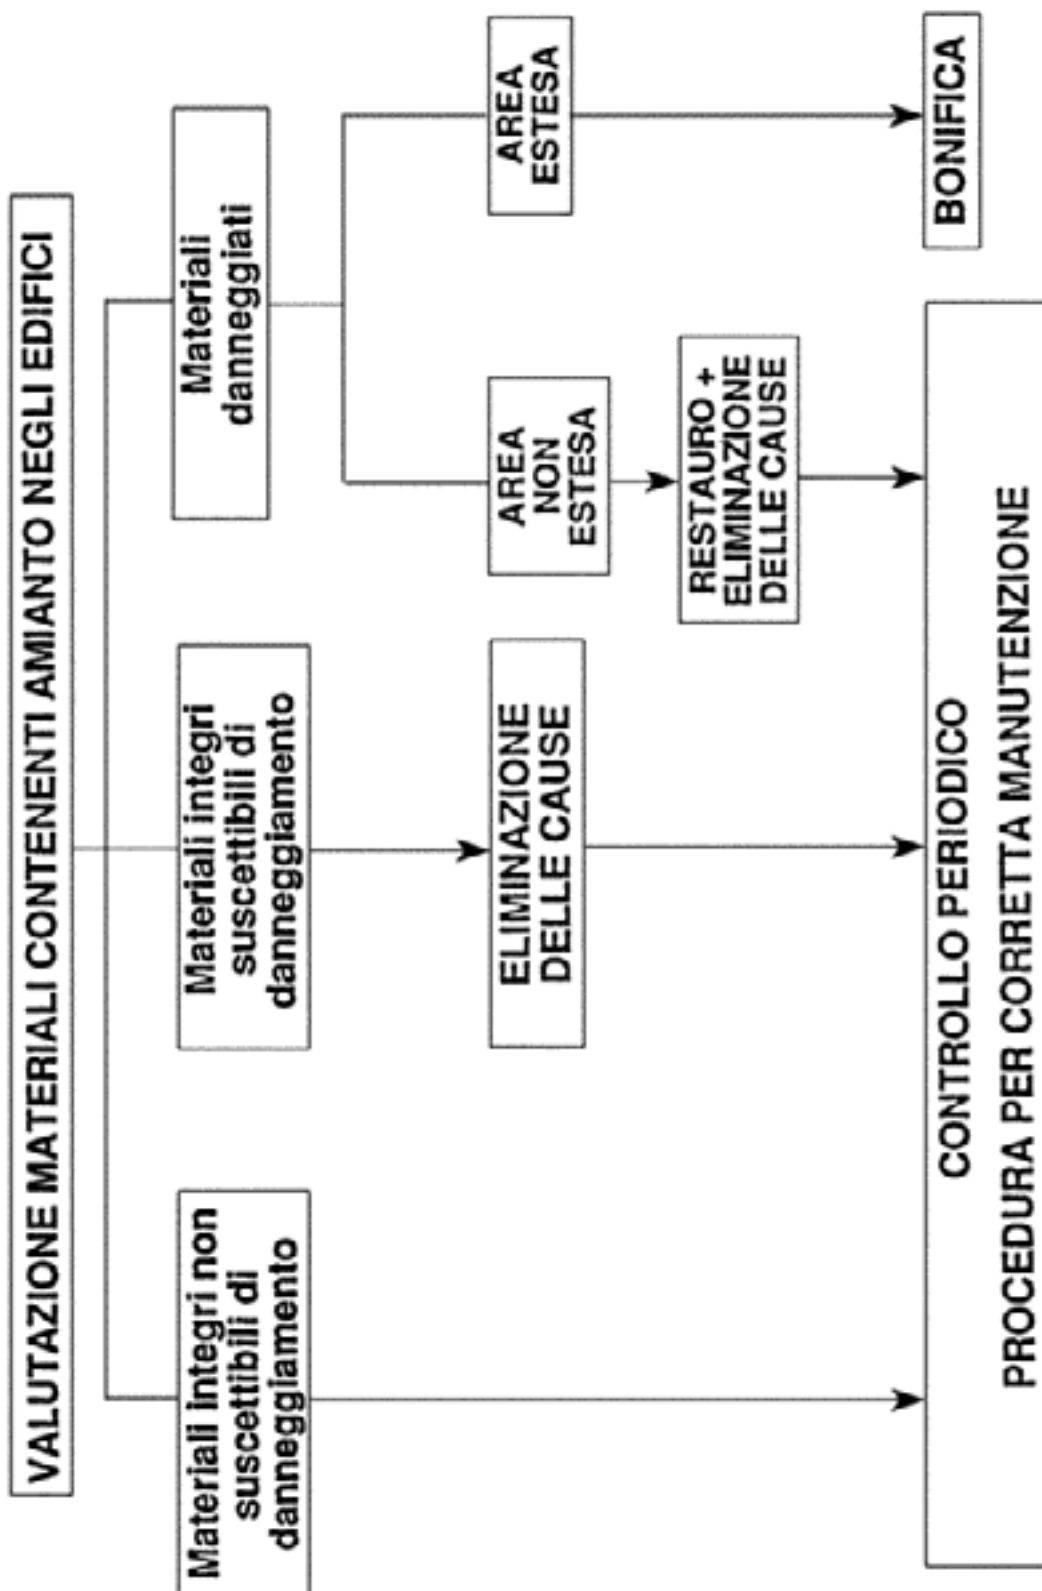 VALUTAZIONE MATERIALI CONTENENTI AMIANTO NEGLI EDIFICI
Materiali integri non
suscettibili di
danneggiamento
Materiali integri
suscettibili di
danneggiamento
Materiali
danneggiati
ELIMINAZIONE
DELLE CAUSE
AREA
NON
ESTESA
AREA
ESTESA
RESTAURO +
ELIMINAZIONE
DELLE CAUSE
CONTROLLO PERIODICO
PROCEDURA PER CORRETTA MANUTENZIONE
BONIFICA